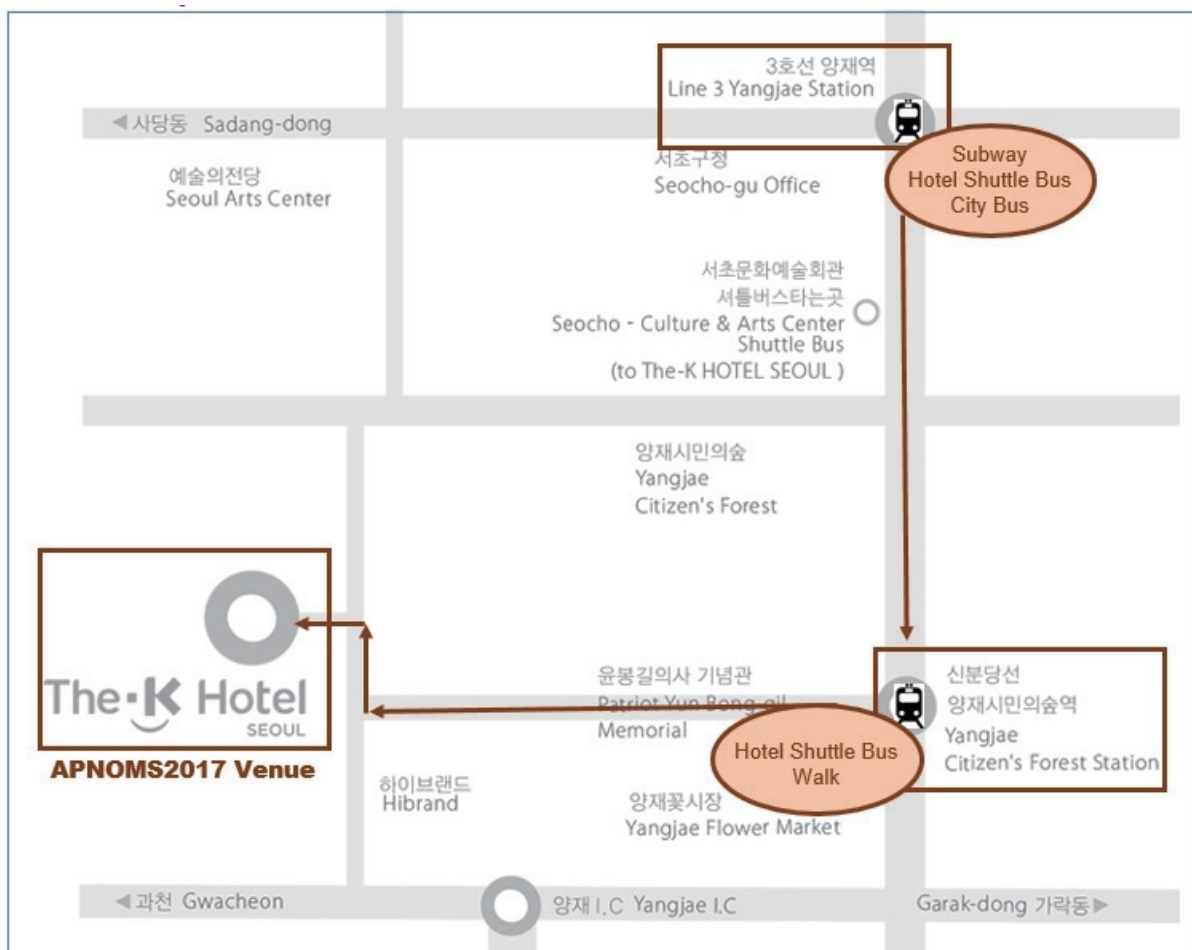 3호선 양재역
Line 3 Yangjae Station
◀ 사당동 Sadang-dong
Subway
Hotel Shuttle Bus
City Bus
서초구청
Seocho-gu Office
예술의전당
Seoul Arts Center
서초문화예술회관
셔틀버스타는곳
Seocho - Culture & Arts Center
Shuttle Bus
(to The-K HOTEL SEOUL )
양재시민의숲
Yangjae
Citizen's Forest
The-K Hotel
SEOUL
APNOMS2017 Venue
윤봉길의사 기념관
Patriot Yun Bong-gil
Memorial
신분당선
양재시민의숲역
Yangjae
Citizen's Forest Station
Hotel Shuttle Bus
Walk
하이브랜드
Hibrand
양재꽃시장
Yangjae Flower Market
◀ 과천 Gwacheon
양재 I.C Yangjae I.C
Garak-dong 가락동▶